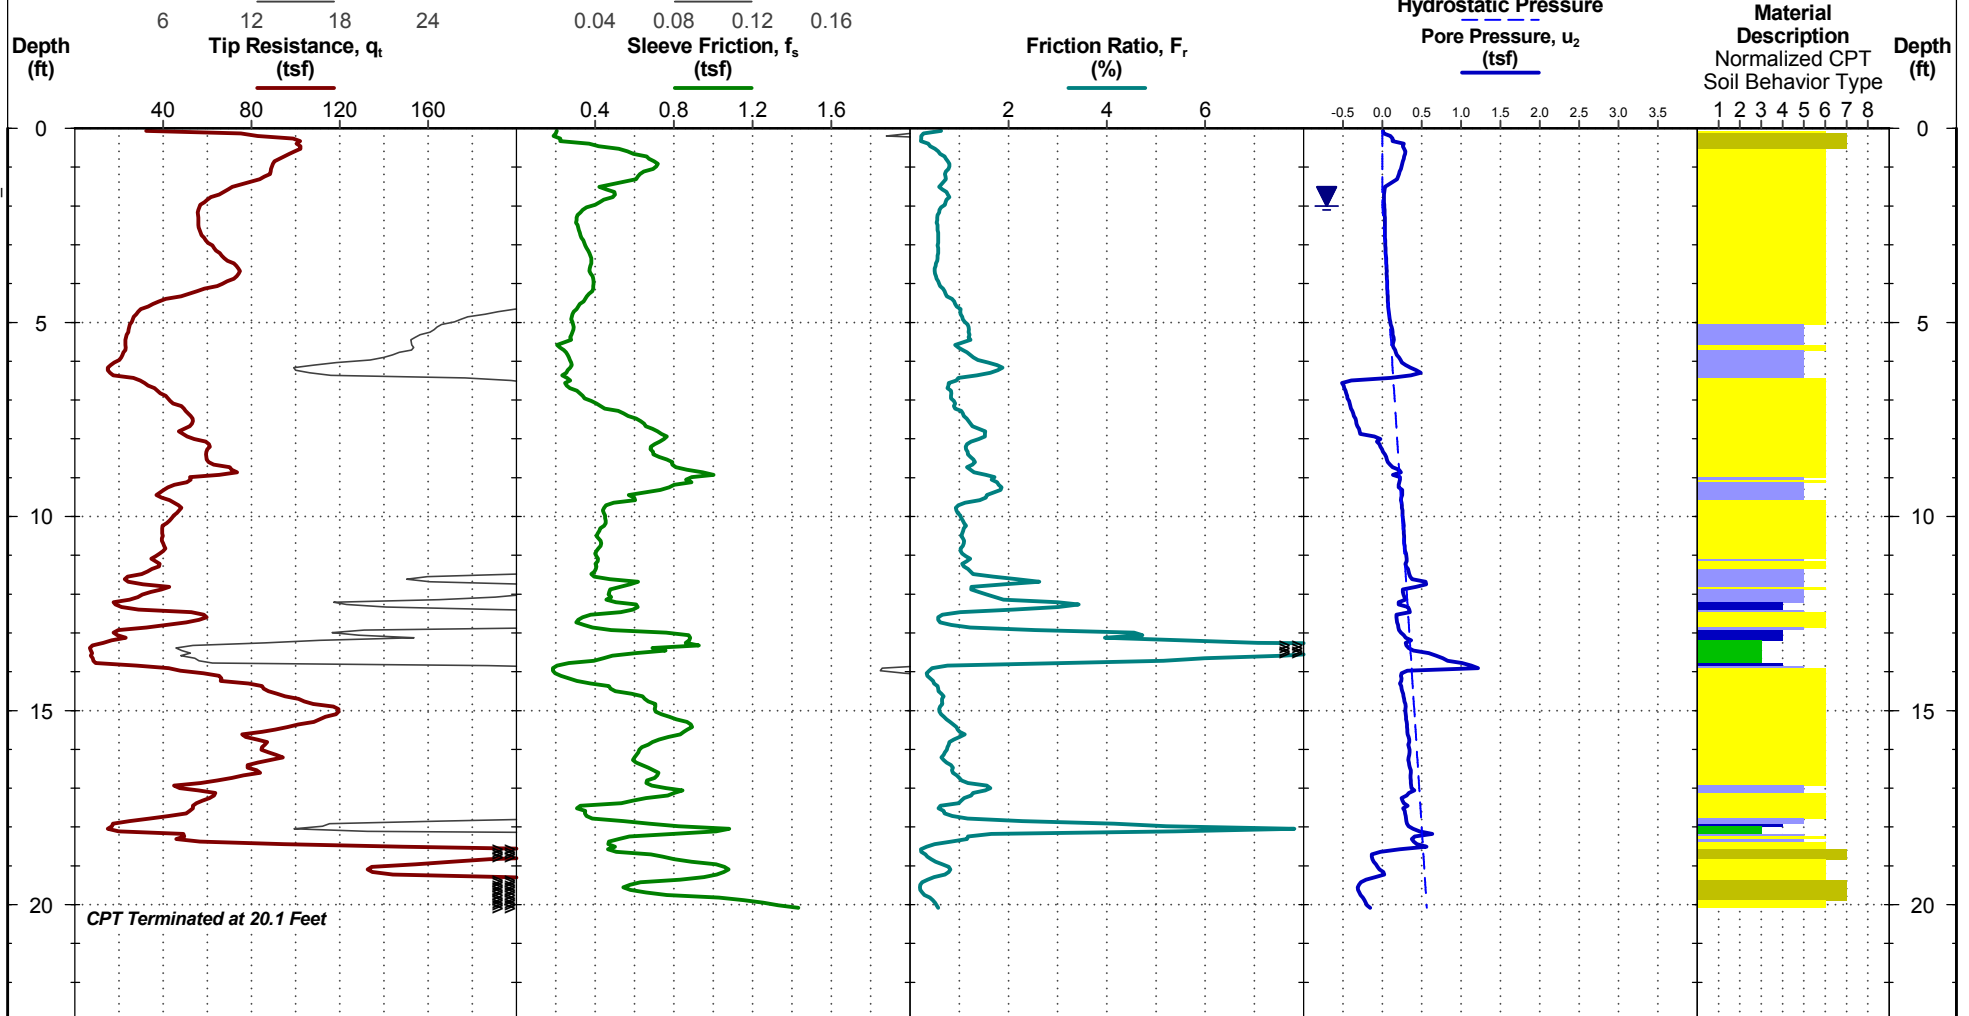 6 12 18 24 0.04 0.08 0.12 0.16
Hydrostatic Pressure
Depth
(ft)
Tip Resistance, qt
(tsf)
Sleeve Friction, fs
(tsf)
Friction Ratio, Fr
(%)
Pore Pressure, u2
(tsf)
Material
Description
Normalized CPT
Soil Behavior Type
Depth
(ft)
40 80 120 160
0.4 0.8 1.2 1.6
2 4 6
-0.5 0.0 0.5 1.0 1.5 2.0 2.5 3.0 3.5
1 2 3 4 5 6 7 8
0 0
5 5
10 10
15 15
20 20
CPT Terminated at 20.1 Feet